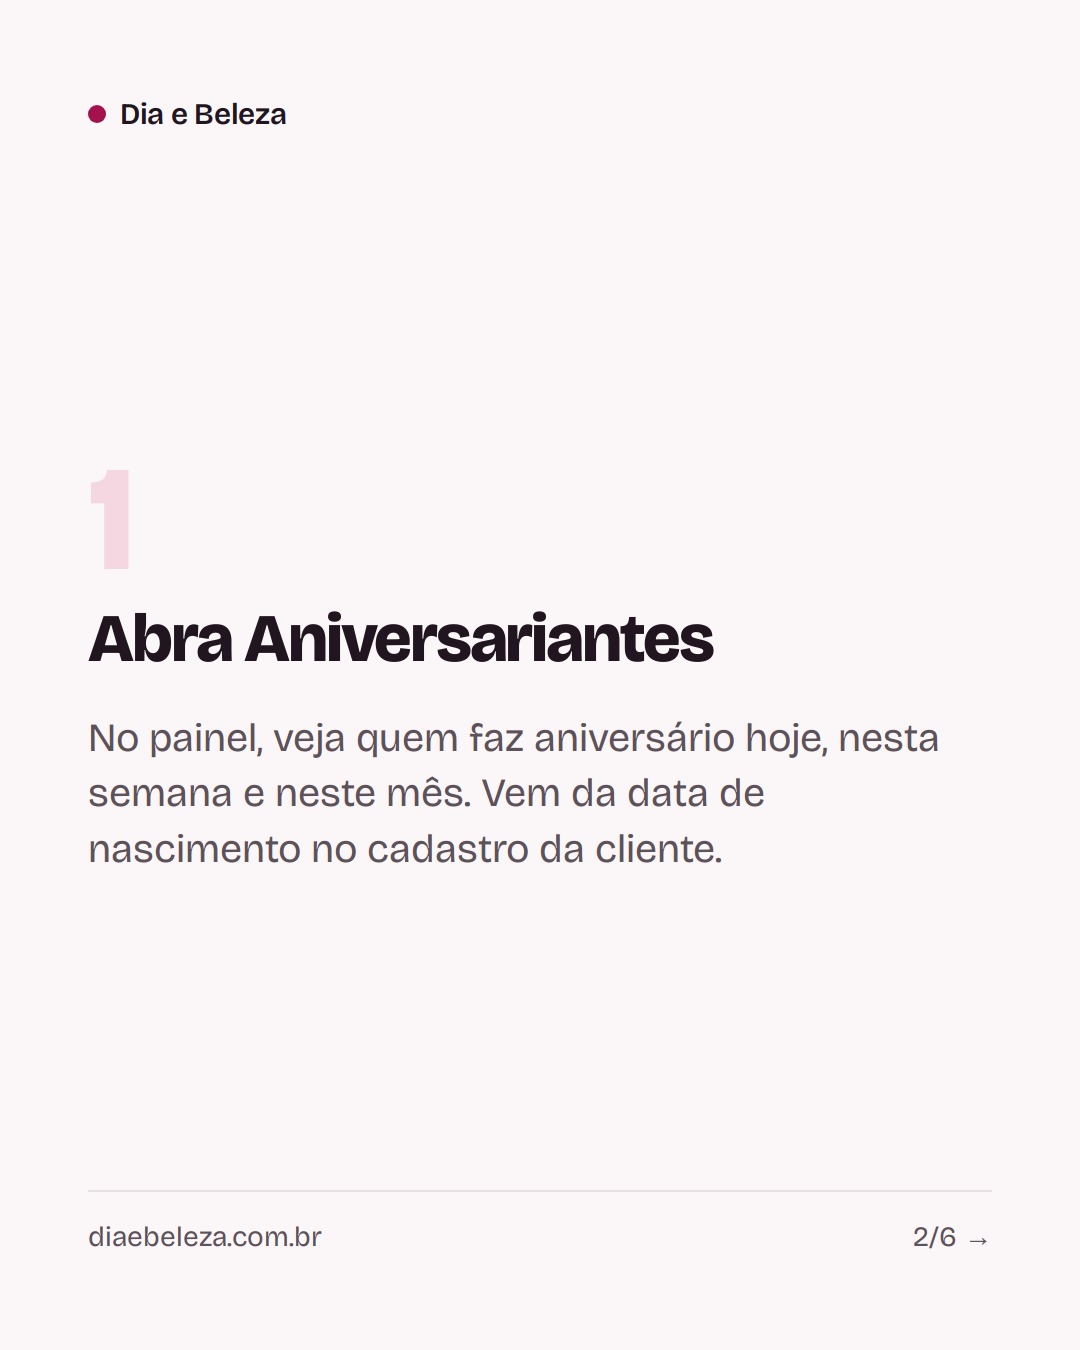 Dia e Beleza
1
Abra Aniversariantes
No painel, veja quem faz aniversário hoje, nesta
semana e neste mês. Vem da data de
nascimento no cadastro da cliente.
diaebeleza.com.br
2/6 →